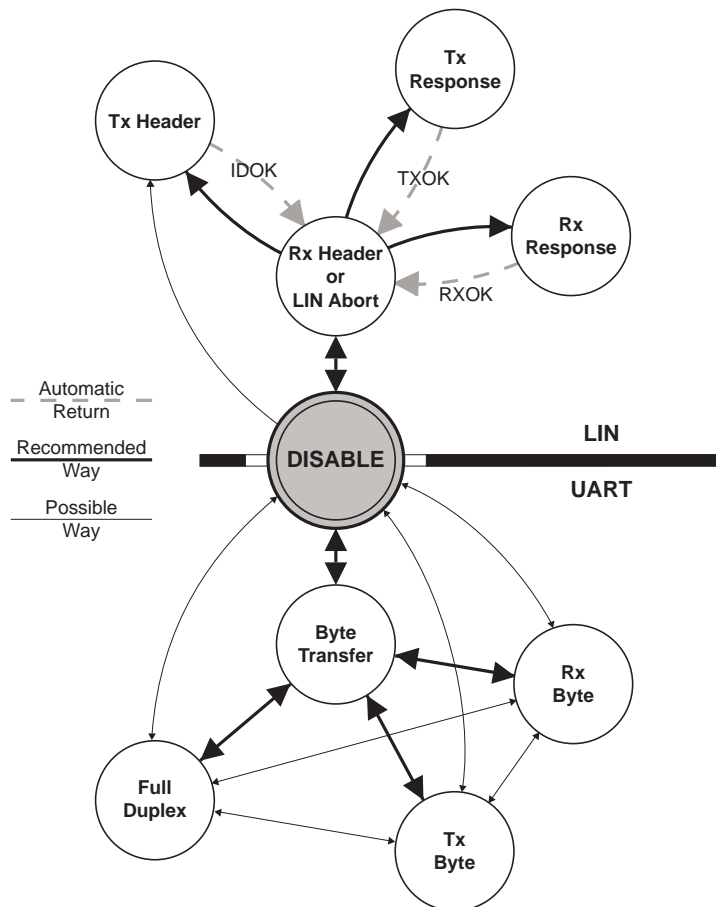 Tx
Response
Tx Header
IDOK
TXOK
Rx
Response
Rx Header
or
LIN Abort
RXOK
Automatic
Return
Recommended
Way
Possible
Way
DISABLE
LIN
UART
Byte
Transfer
Rx
Byte
Full
Duplex
Tx
Byte